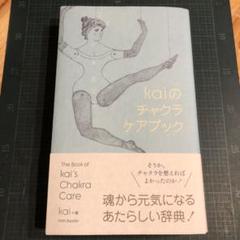 kaiの
チャクラ
ケアブック
The Book of
kai's
Chakra
Care
kai=著
そうか、
チャクラを整えれば
よかったのか!
魂から元気になる
あたらしい辞典!